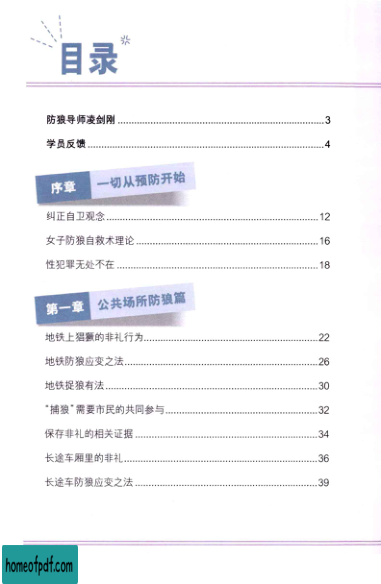 目录
防狼导师凌剑刚 3
学员反馈 4
序章 一切从预防开始
纠正自卫观念 12
女子防狼自救术理论 16
性犯罪无处不在 18
第一章 公共场所防狼篇
地铁上猖獗的非礼行为 22
地铁防狼应变之法 26
地铁捉狼有法 30
“捕狼”需要市民的共同参与 32
保存非礼的相关证据 34
长途车厢里的非礼 36
长途车防狼应变之法 39
homeofpdf.com